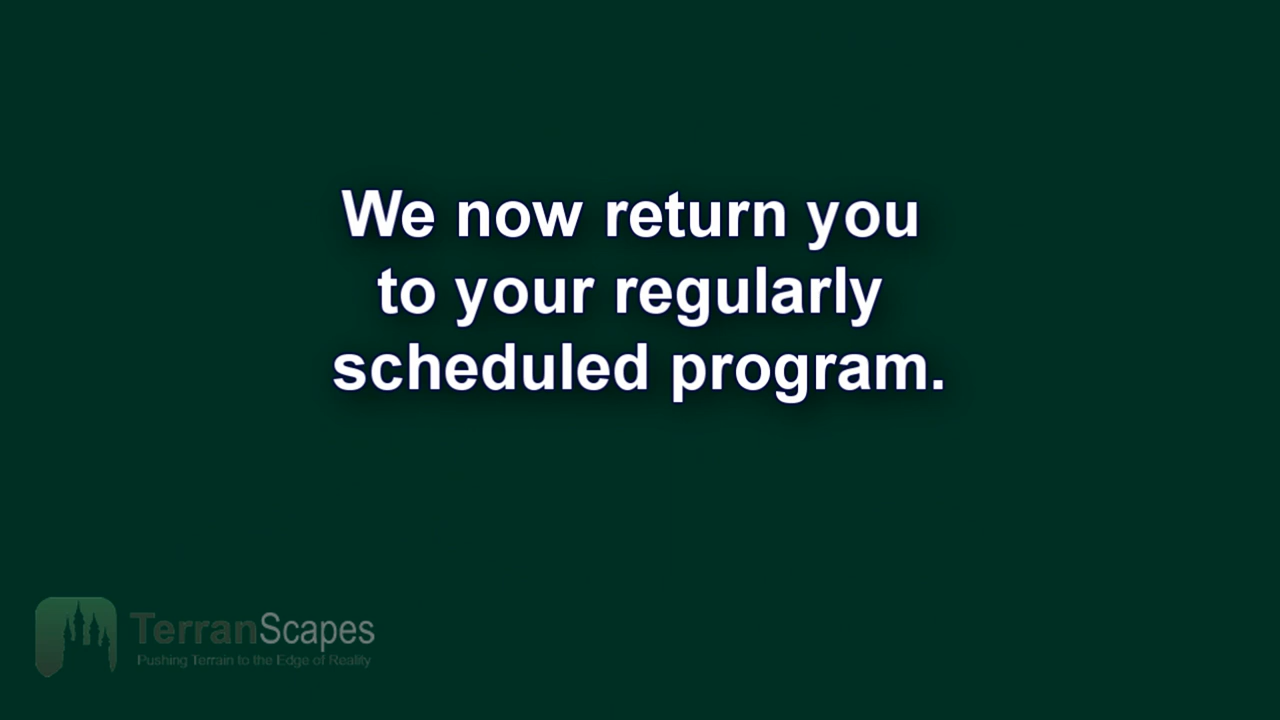 We now return you
to your regularly
scheduled program.
TerranScapes
Pushing Terrain to the Edge of Reality